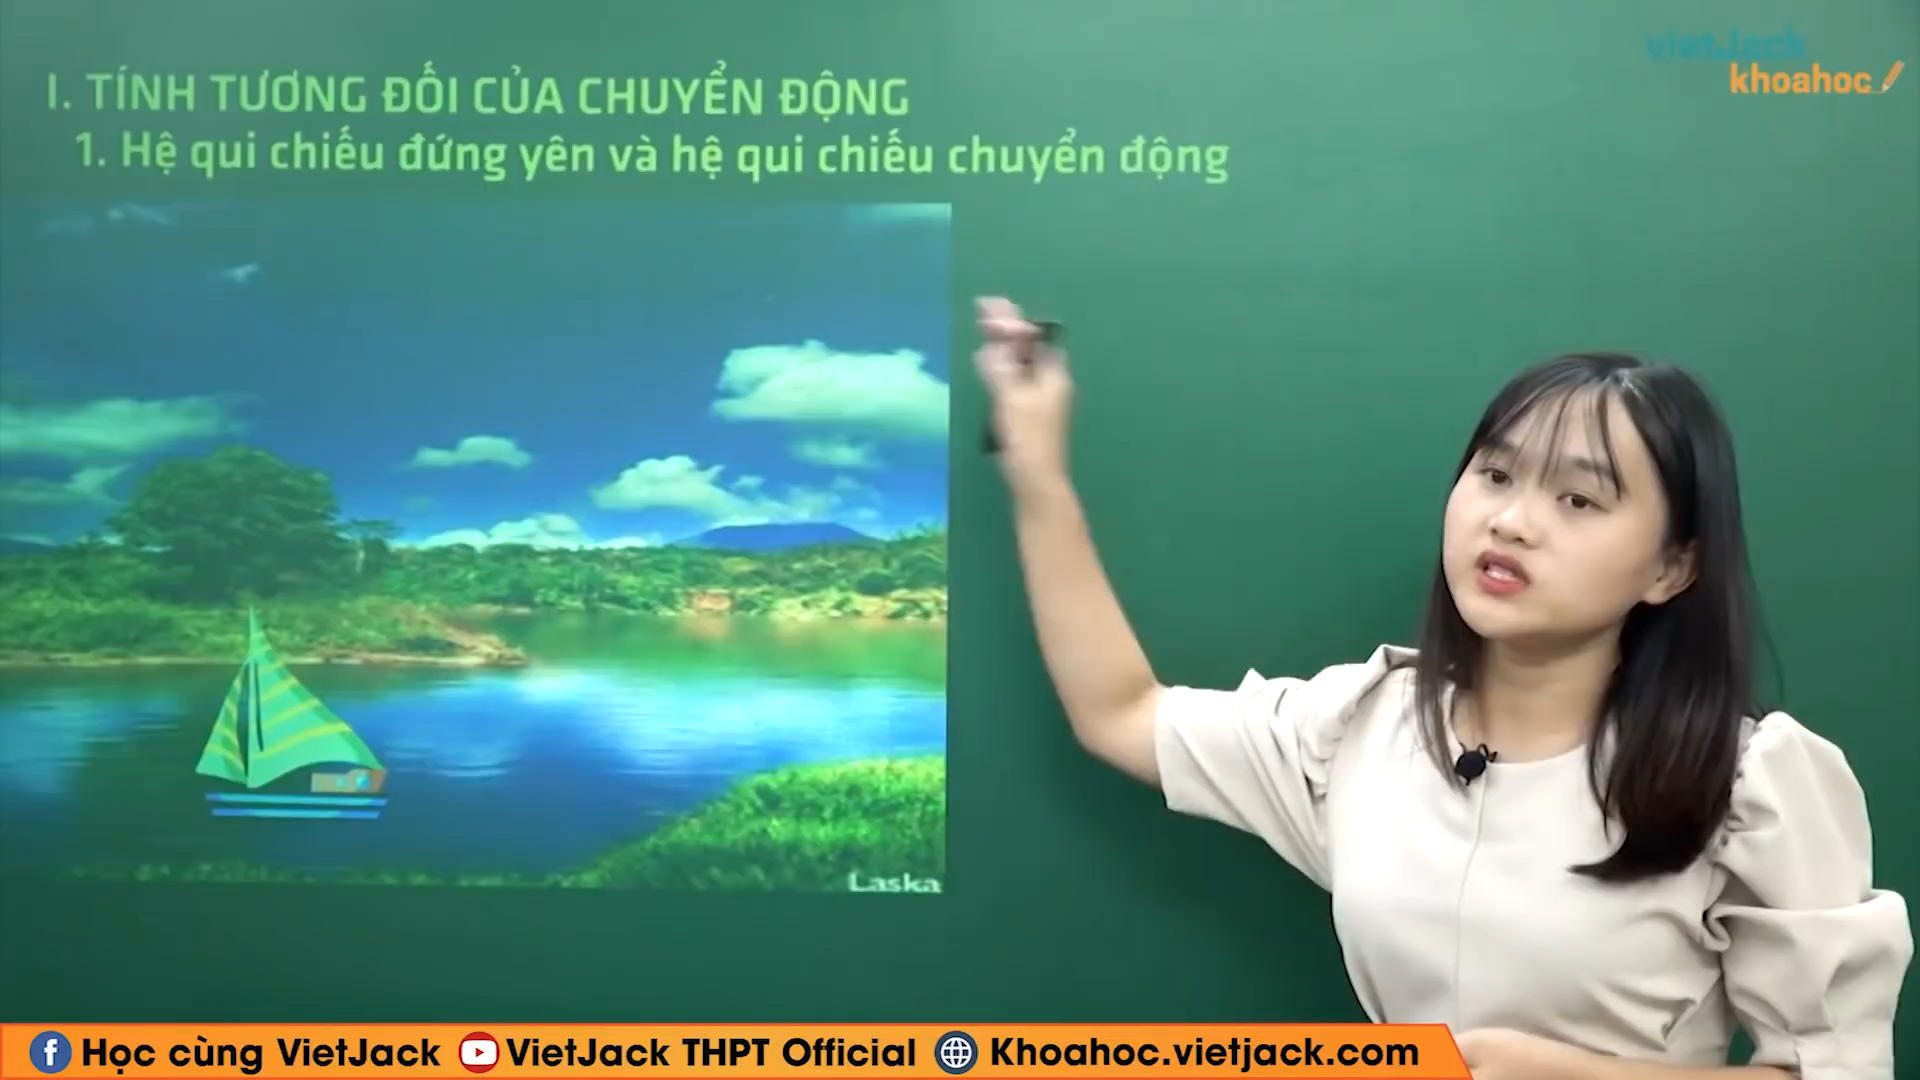 vietJack
khoahoc
I. TÍNH TƯƠNG ĐỐI CỦA CHUYỂN ĐỘNG
1. Hệ qui chiếu đứng yên và hệ qui chiếu chuyển động
Laska
Học cùng VietJack VietJack THPT Official Khoahoc.vietjack.com